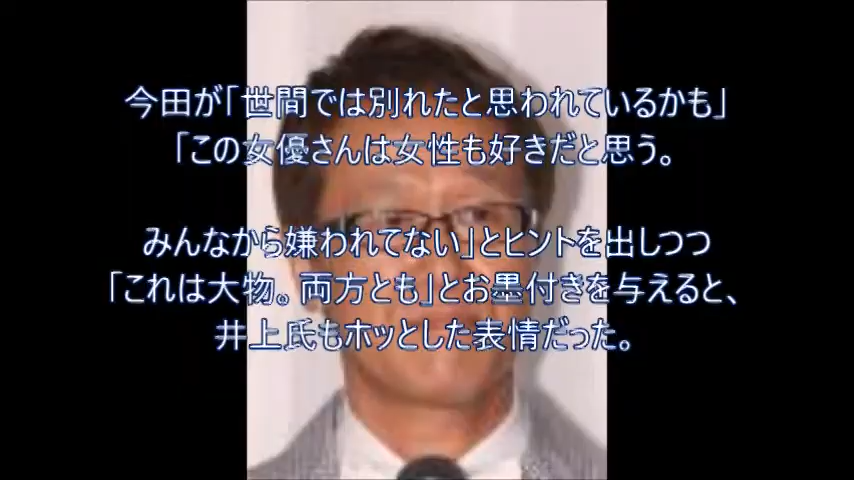 今田が「世間では別れたと思われているかも」
「この女優さんは女性も好きだと思う。
みんなから嫌われてない」とヒントを出しつつ
「これは大物。両方とも」とお墨付きを与えると、
井上氏もホッとした表情だった。